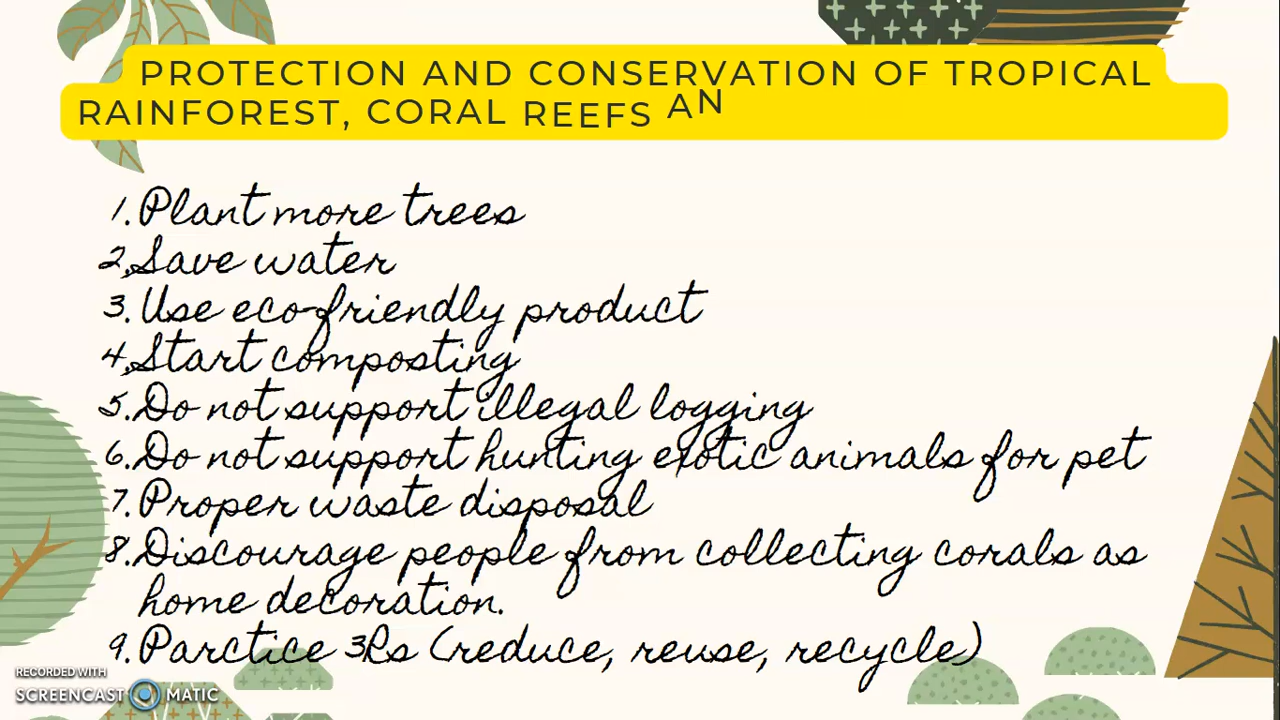 PROTECTION AND CONSERVATION OF TROPICAL
RAINFOREST, CORAL REEFS AN
1. Plant more trees
2. Save water
3. Use eco-friendly product
4. Start composting
5. Do not support illegal logging
6. Do not support hunting exotic animals for pet
7. Proper waste disposal
8. Discourage people from collecting corals as
home decoration.
9. Parctice 3Rs (reduce, reuse, recycle)
RECORDED WITH
SCREENCAST MATIC